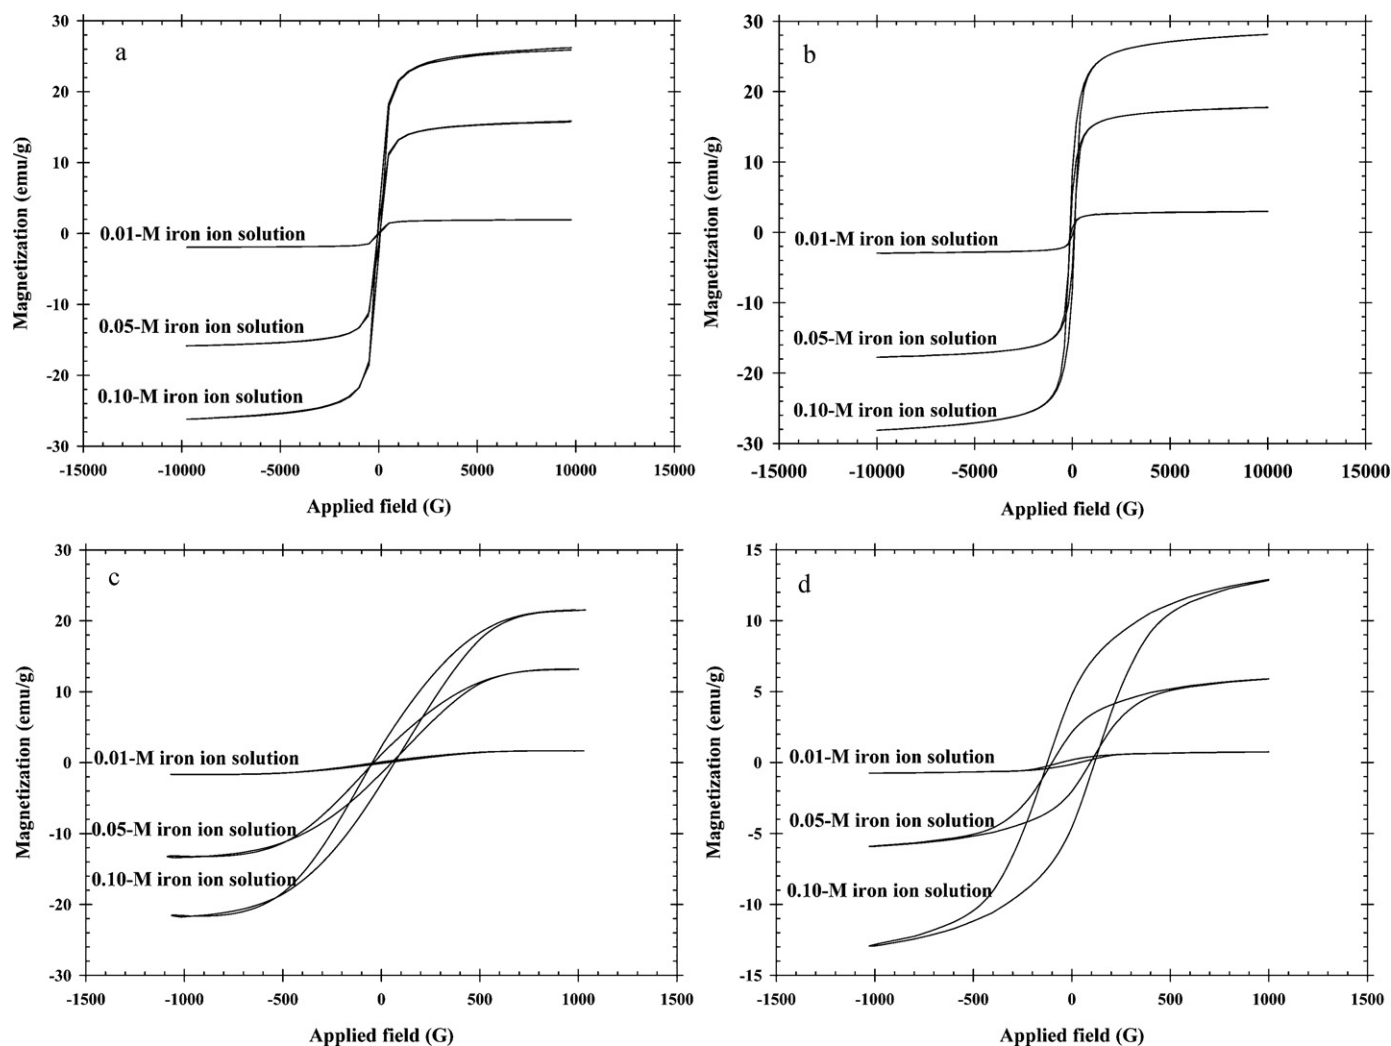 a
30
20
10
0
-10
-20
-30
Magnetization (emu/g)
0.01-M iron ion solution
0.05-M iron ion solution
0.10-M iron ion solution
-15000 -10000 -5000 0 5000 10000 15000
Applied field (G)
b
30
20
10
0
-10
-20
-30
Magnetization (emu/g)
0.01-M iron ion solution
0.05-M iron ion solution
0.10-M iron ion solution
-15000 -10000 -5000 0 5000 10000 15000
Applied field (G)
c
30
20
10
0
-10
-20
-30
Magnetization (emu/g)
0.01-M iron ion solution
0.05-M iron ion solution
0.10-M iron ion solution
-1500 -1000 -500 0 500 1000 1500
Applied field (G)
d
15
10
5
0
-5
-10
-15
Magnetization (emu/g)
0.01-M iron ion solution
0.05-M iron ion solution
0.10-M iron ion solution
-1500 -1000 -500 0 500 1000 1500
Applied field (G)